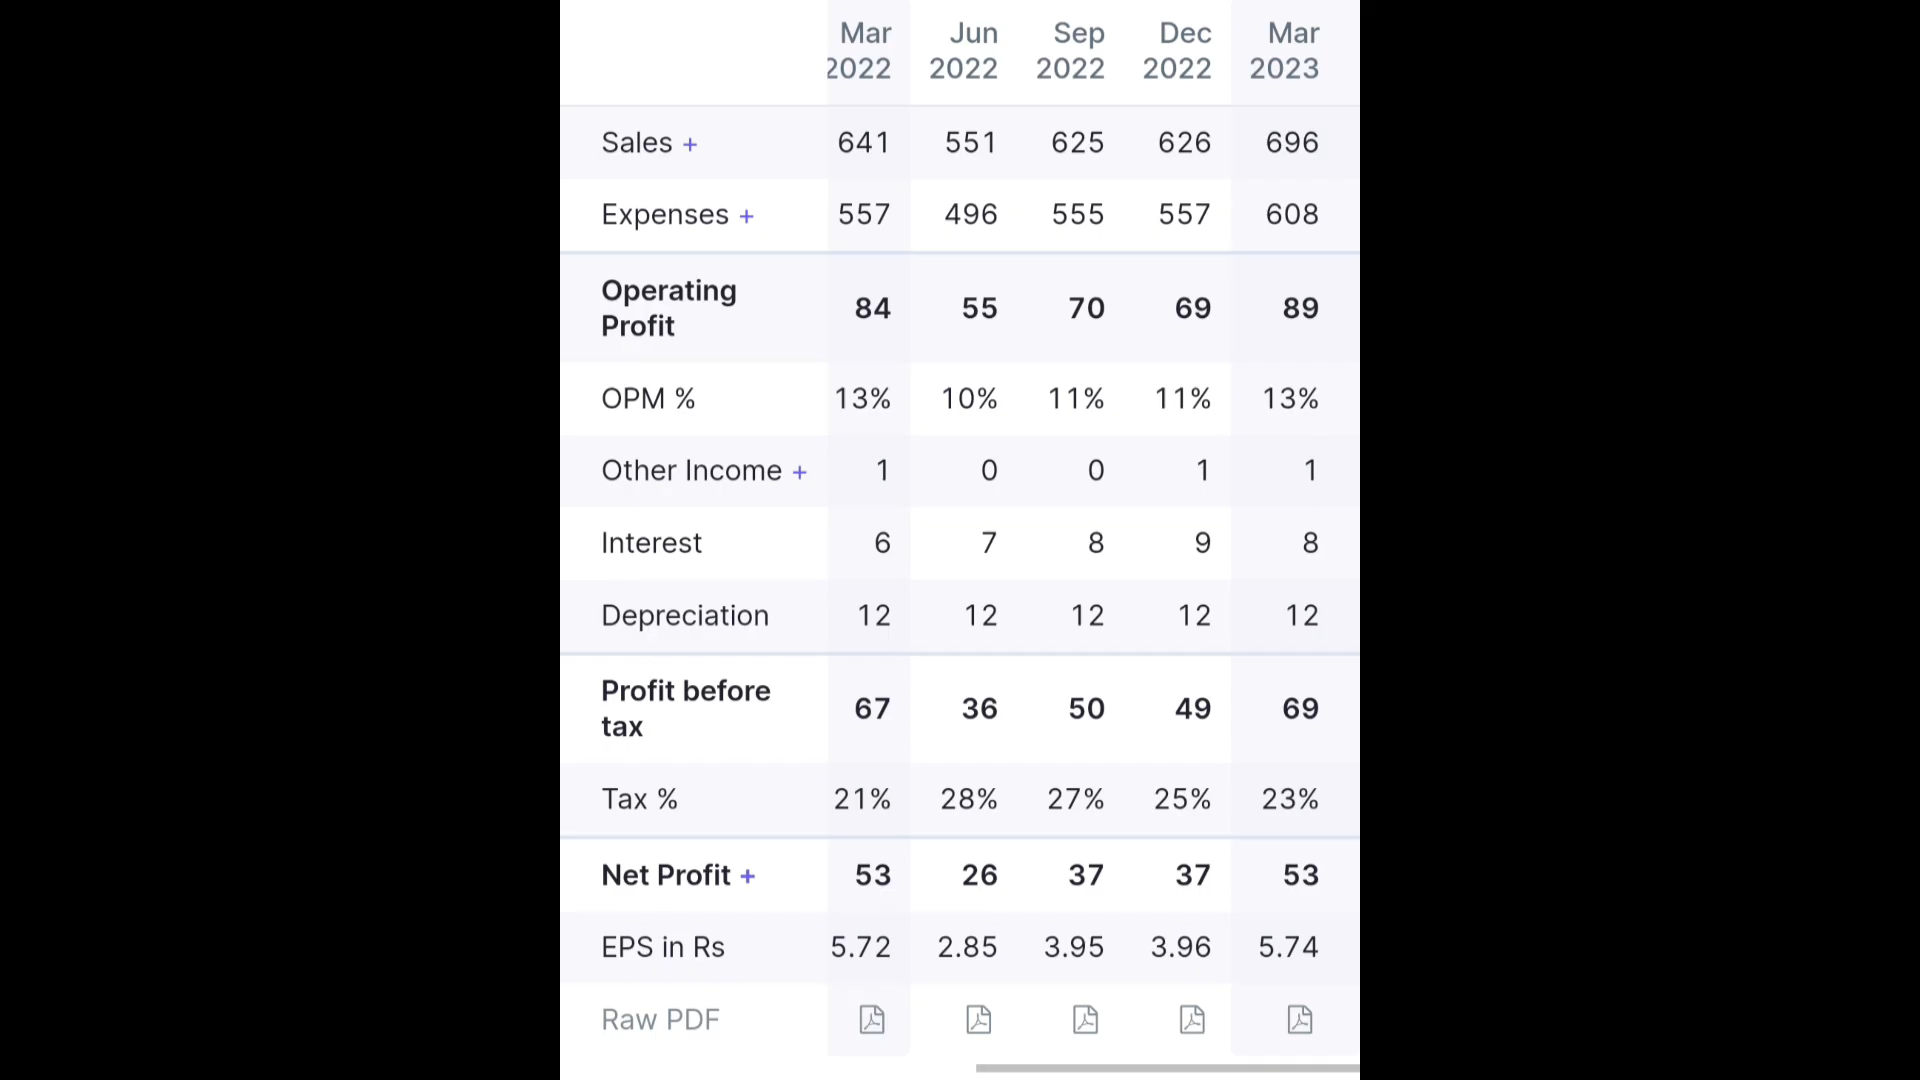 Mar Jun Sep Dec Mar
2022 2022 2022 2022 2023
Sales + 641 551 625 626 696
Expenses + 557 496 555 557 608
Operating
Profit 84 55 70 69 89
OPM % 13% 10% 11% 11% 13%
Other Income + 1 0 0 1 1
Interest 6 7 8 9 8
Depreciation 12 12 12 12 12
Profit before
tax 67 36 50 49 69
Tax % 21% 28% 27% 25% 23%
Net Profit + 53 26 37 37 53
EPS in Rs 5.72 2.85 3.95 3.96 5.74
Raw PDF